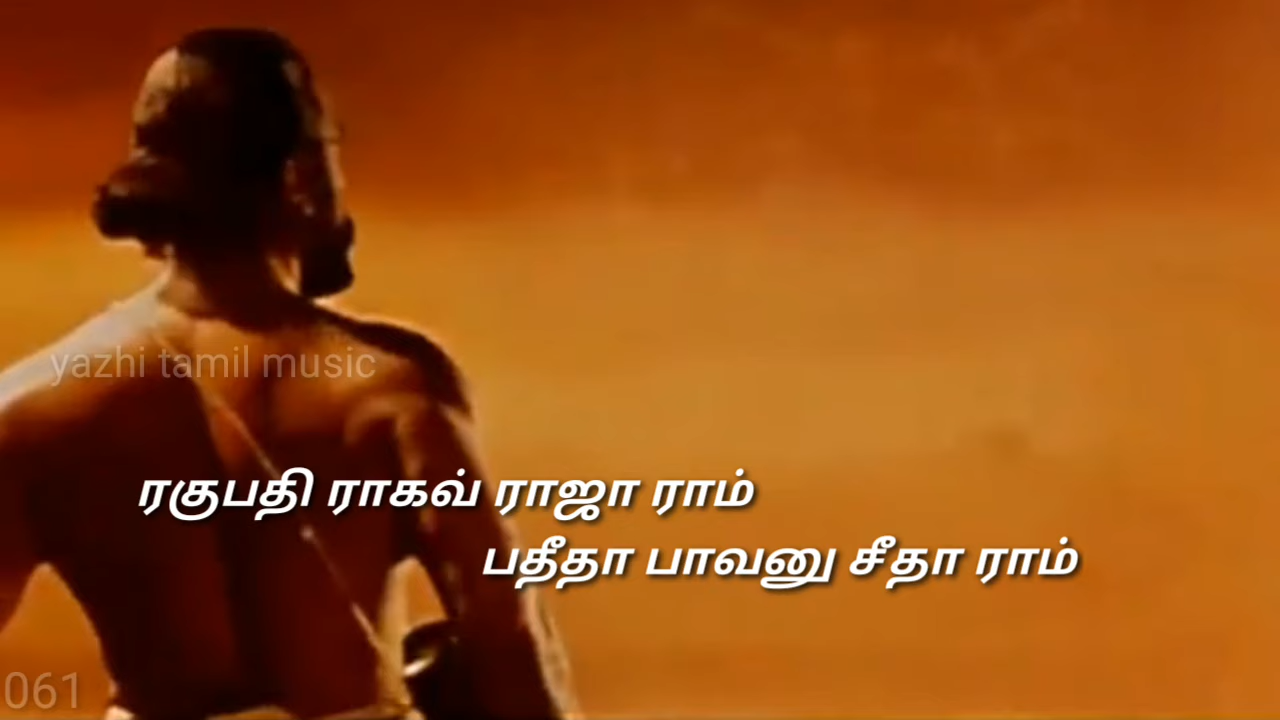 yazhi tamil music
ரகுபதி ராகவ் ராஜா ராம்
பதீதா பாவனு சீதா ராம்
061